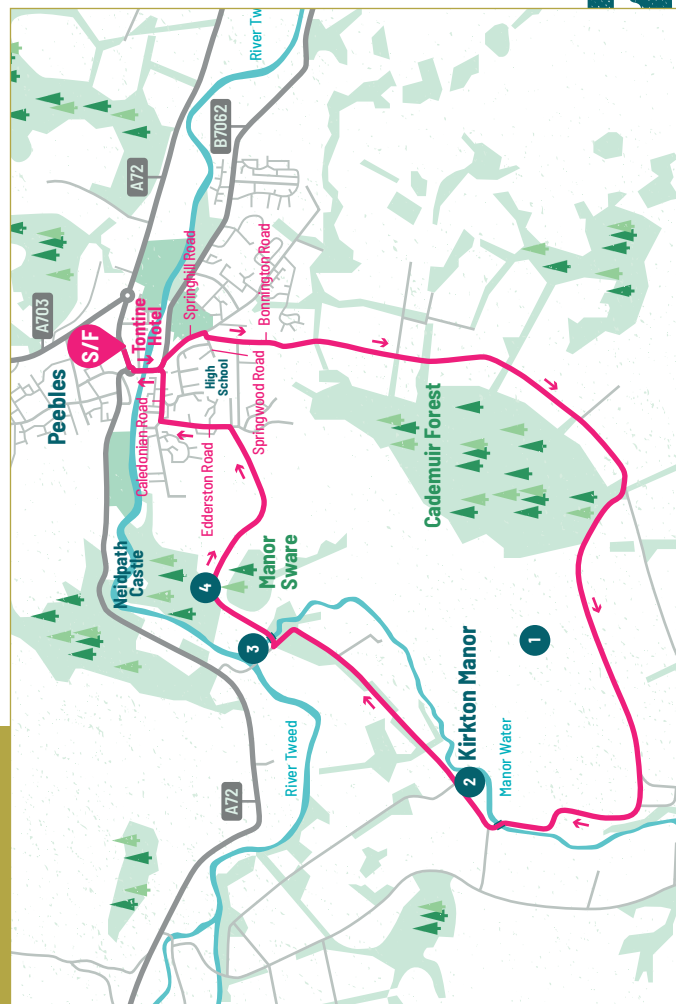 River Tw
B7062
A72
A703
S/F
Tontine
Hotel
Springhill Road
Bonnington Road
Peebles
High
School
Springwood Road
Caledonian Road
Edderston Road
Cademuir Forest
Neidpath
Castle
4
Manor
Sware
3
1
Kirkton Manor
2
Manor Water
River Tweed
A72